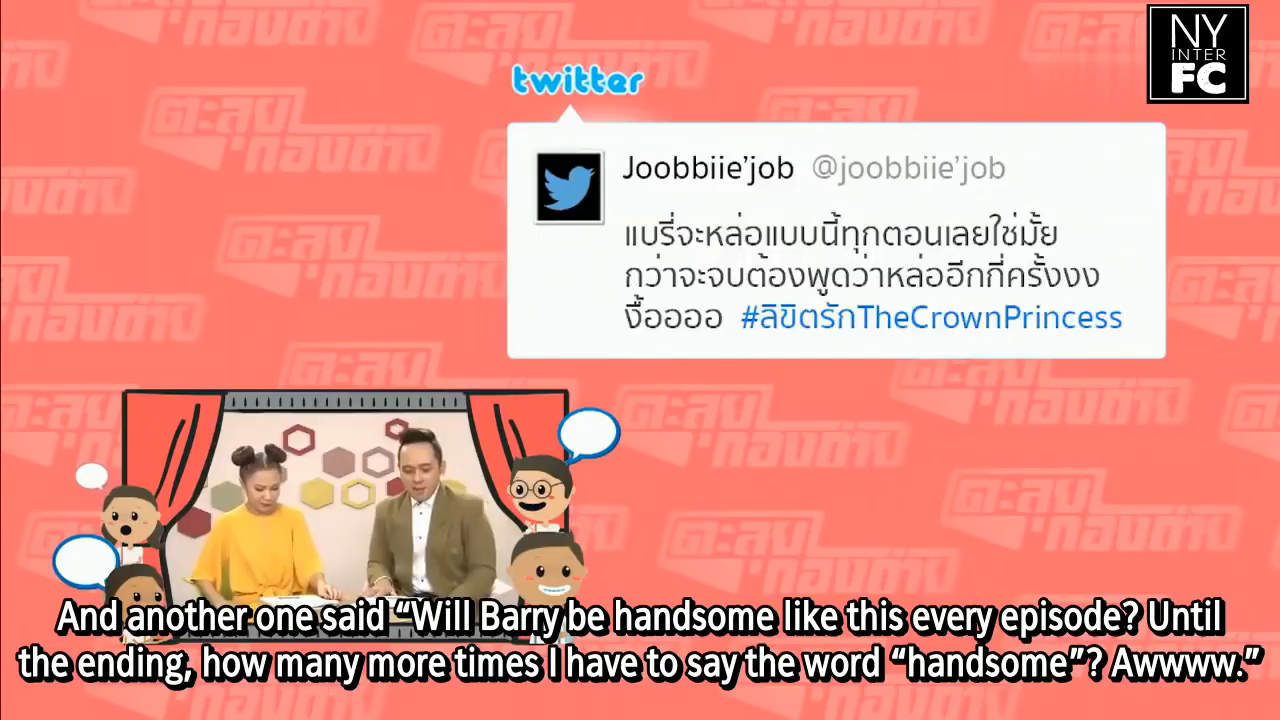 NY
INTER
FC
twitter
Joobbiie’job @joobbiie’job
แบรี่จะหล่อแบบนี้ทุกตอนเลยใช่มั้ย
กว่าจะจบต้องพูดว่าหล่ออีกกี่ครั้งงง
งื้ออออ #ลิขิตรักTheCrownPrincess
And another one said “Will Barry be handsome like this every episode? Until
the ending, how many more times I have to say the word “handsome”? Awwww.”